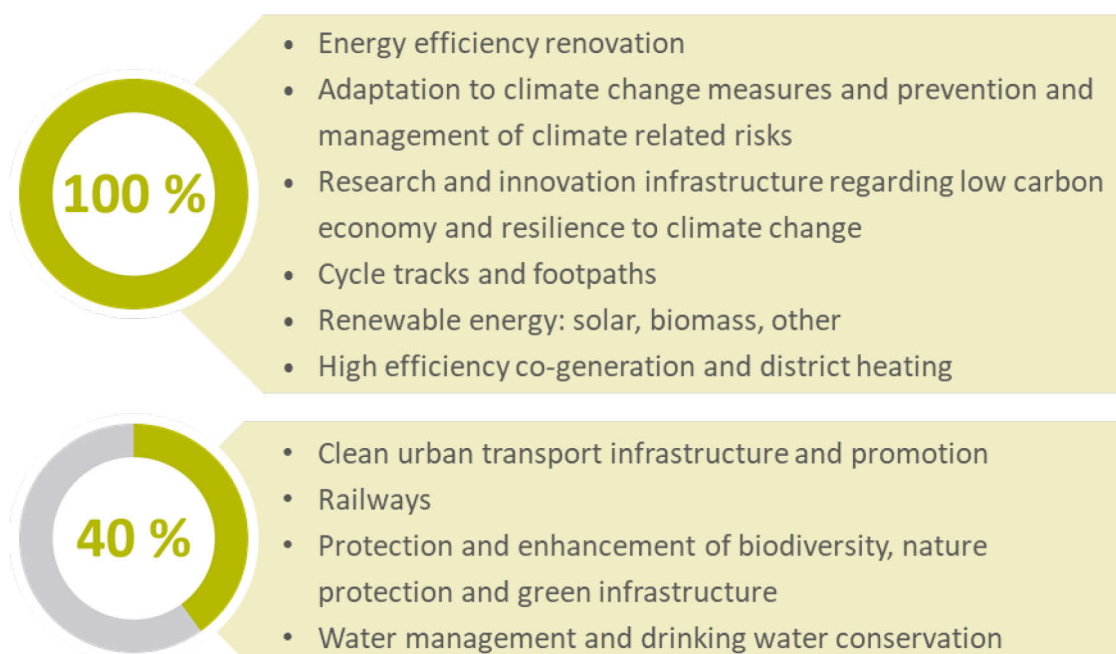 • Energy efficiency renovation
• Adaptation to climate change measures and prevention and
management of climate related risks
100 %
• Research and innovation infrastructure regarding low carbon
economy and resilience to climate change
• Cycle tracks and footpaths
• Renewable energy: solar, biomass, other
• High efficiency co-generation and district heating
• Clean urban transport infrastructure and promotion
• Railways
40 %
• Protection and enhancement of biodiversity, nature
protection and green infrastructure
• Water management and drinking water conservation